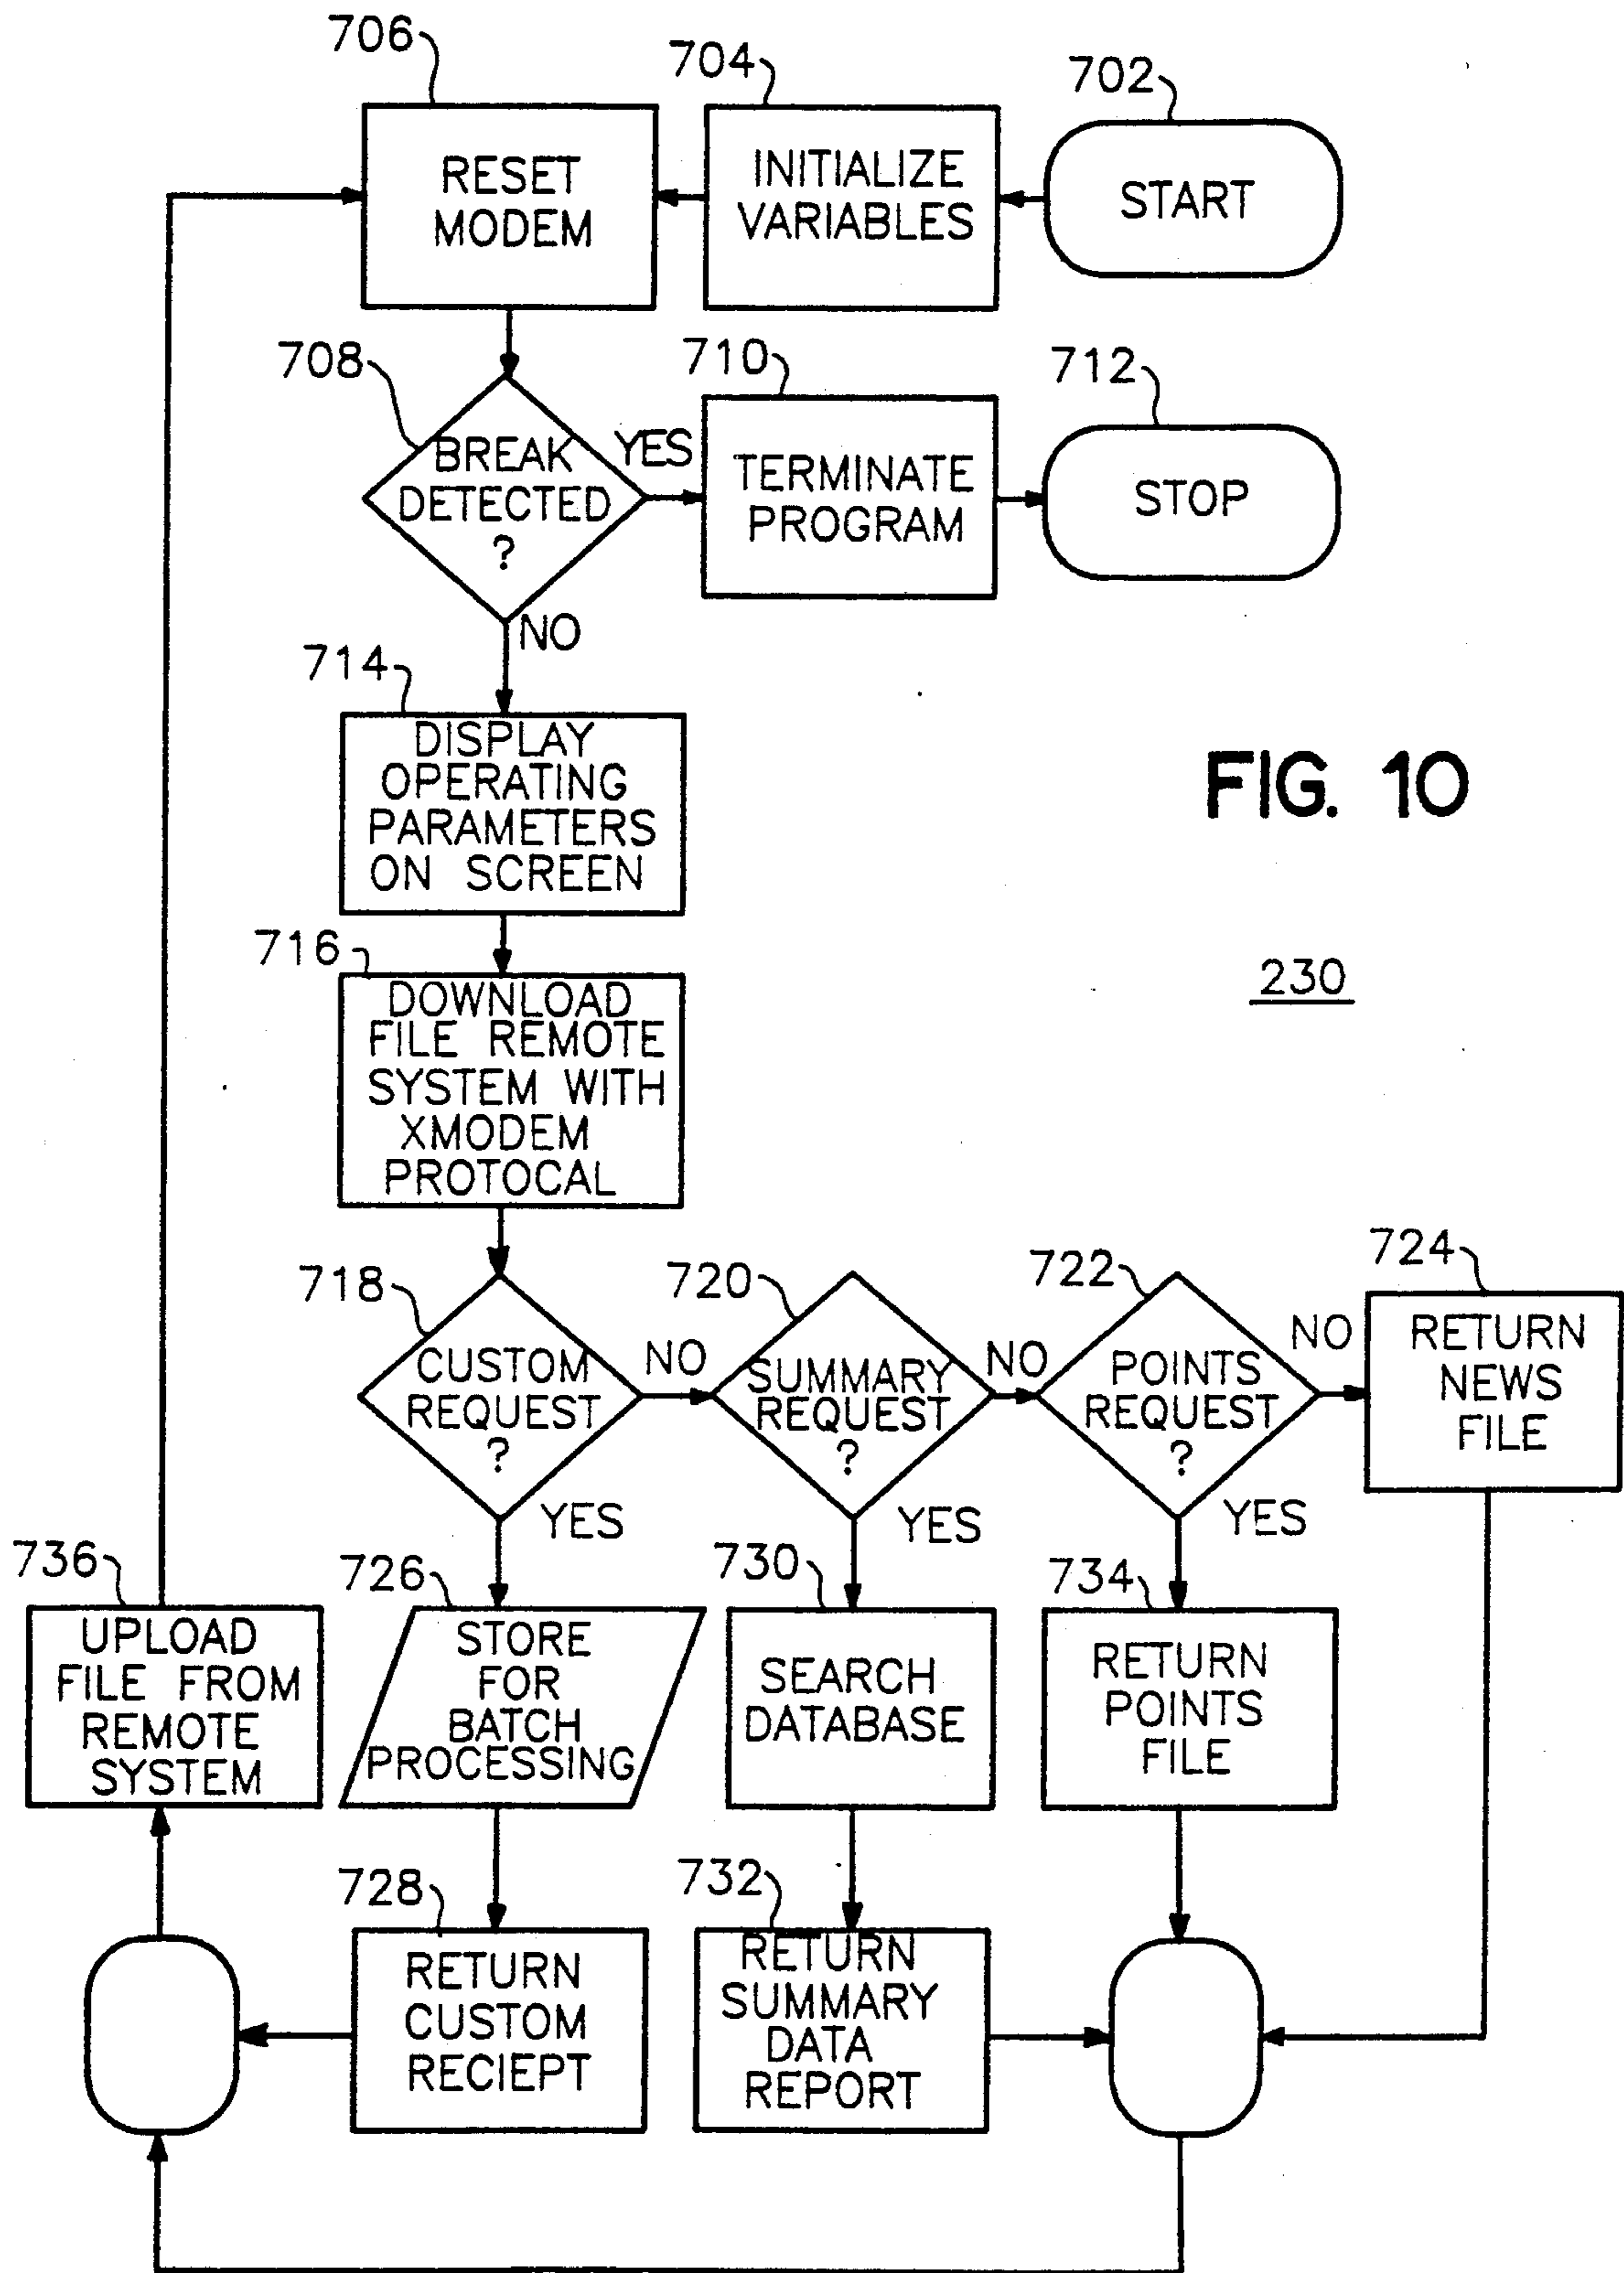 706
704
702
RESET
MODEM
INITIALIZE
VARIABLES
START
708
710
712
BREAK
DETECTED
?
YES
TERMINATE
PROGRAM
STOP
NO
714
DISPLAY
OPERATING
PARAMETERS
ON SCREEN
FIG. 10
716
230
DOWNLOAD
FILE REMOTE
SYSTEM WITH
XMODEM
PROTOCAL
718
720
722
724
CUSTOM
REQUEST
?
NO
SUMMARY
REQUEST
?
NO
POINTS
REQUEST
?
NO
RETURN
NEWS
FILE
YES
YES
YES
736
726
730
734
UPLOAD
FILE FROM
REMOTE
SYSTEM
STORE
FOR
BATCH
PROCESSING
SEARCH
DATABASE
RETURN
POINTS
FILE
728
732
RETURN
CUSTOM
RECIEPT
RETURN
SUMMARY
DATA
REPORT